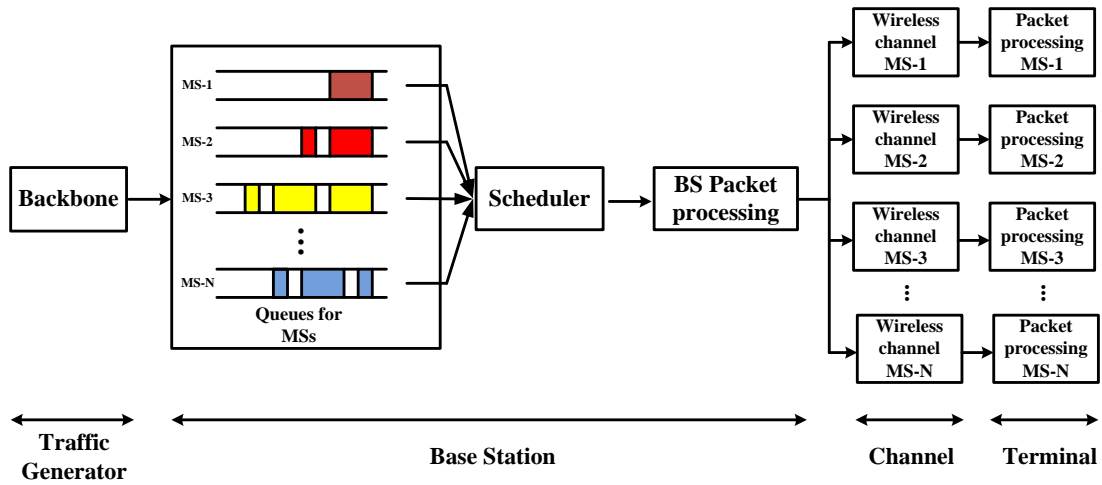 Backbone
MS-1
MS-2
MS-3
MS-N
Queues for
MSs
Scheduler
BS Packet
processing
Wireless
channel
MS-1
Packet
processing
MS-1
Wireless
channel
MS-2
Packet
processing
MS-2
Wireless
channel
MS-3
Packet
processing
MS-3
Wireless
channel
MS-N
Packet
processing
MS-N
Traffic
Generator
Base Station
Channel
Terminal